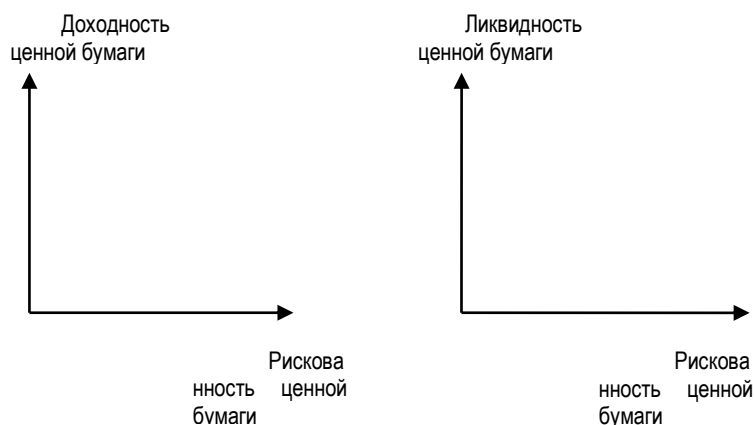 Доходность
ценной бумаги
Ликвидность
ценной бумаги
Рискова
нность ценной
бумаги
Рискова
нность ценной
бумаги